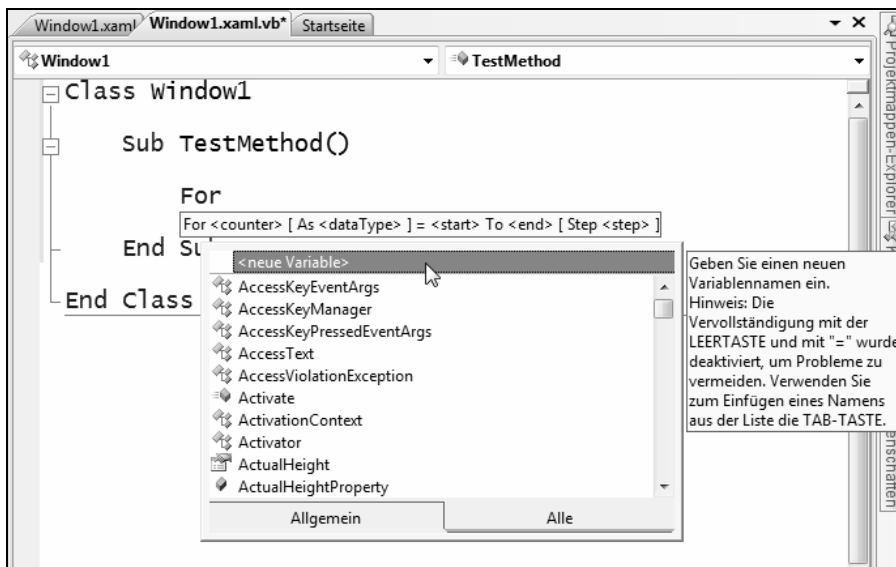 Window1.xaml Window1.xaml.vb* Startseite
Window1 TestMethod
Class Window1
Sub TestMethod()
For
For <counter> [ As <dataType> ] = <start> To <end> [ Step <step> ]
End Su
<neue Variable>
AccessKeyEventArgs
End Class
AccessKeyManager
AccessKeyPressedEventArgs
AccessText
AccessViolationException
Activate
ActivationContext
Activator
ActualHeight
ActualHeightProperty
Allgemein Alle
Geben Sie einen neuen
Variablennamen ein.
Hinweis: Die
Vervollständigung mit der
LEERTASTE und mit "=" wurde
deaktiviert, um Probleme zu
vermeiden. Verwenden Sie
zum Einfügen eines Namens
aus der Liste die TAB-TASTE.
Projektmappen-Explorer
enschaften